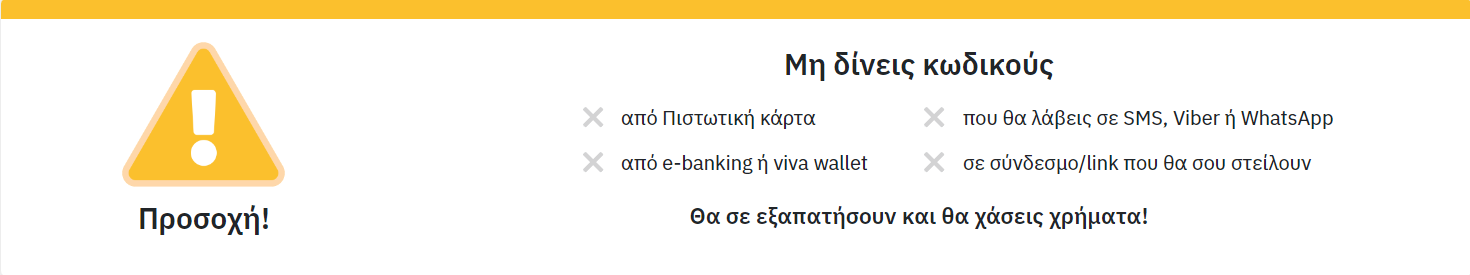 Προσοχή!
Μη δίνεις κωδικούς
από Πιστωτική κάρτα
που θα λάβεις σε SMS, Viber ή WhatsApp
από e-banking ή viva wallet
σε σύνδεσμο/link που θα σου στείλουν
Θα σε εξαπατήσουν και θα χάσεις χρήματα!